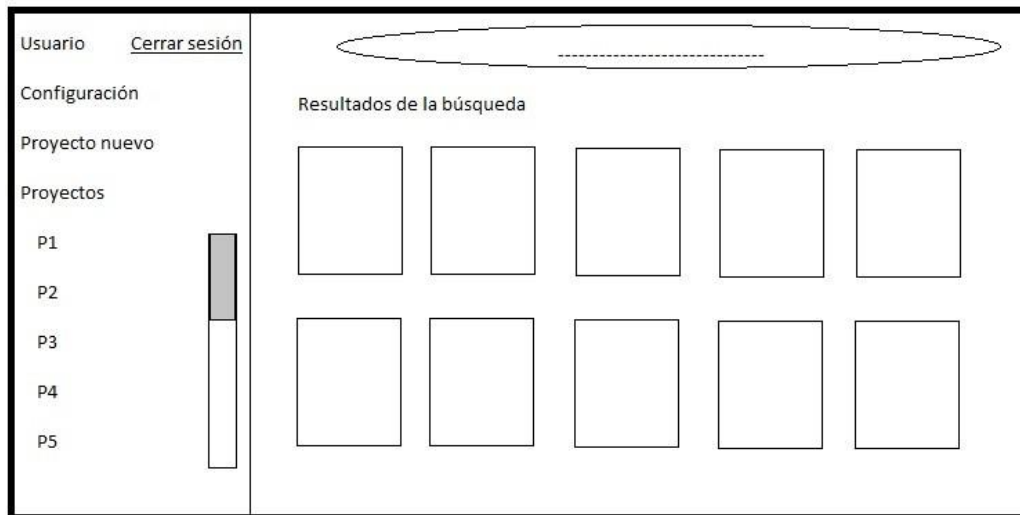 Usuario Cerrar sesión
Configuración
Proyecto nuevo
Proyectos
P1
P2
P3
P4
P5
Resultados de la búsqueda